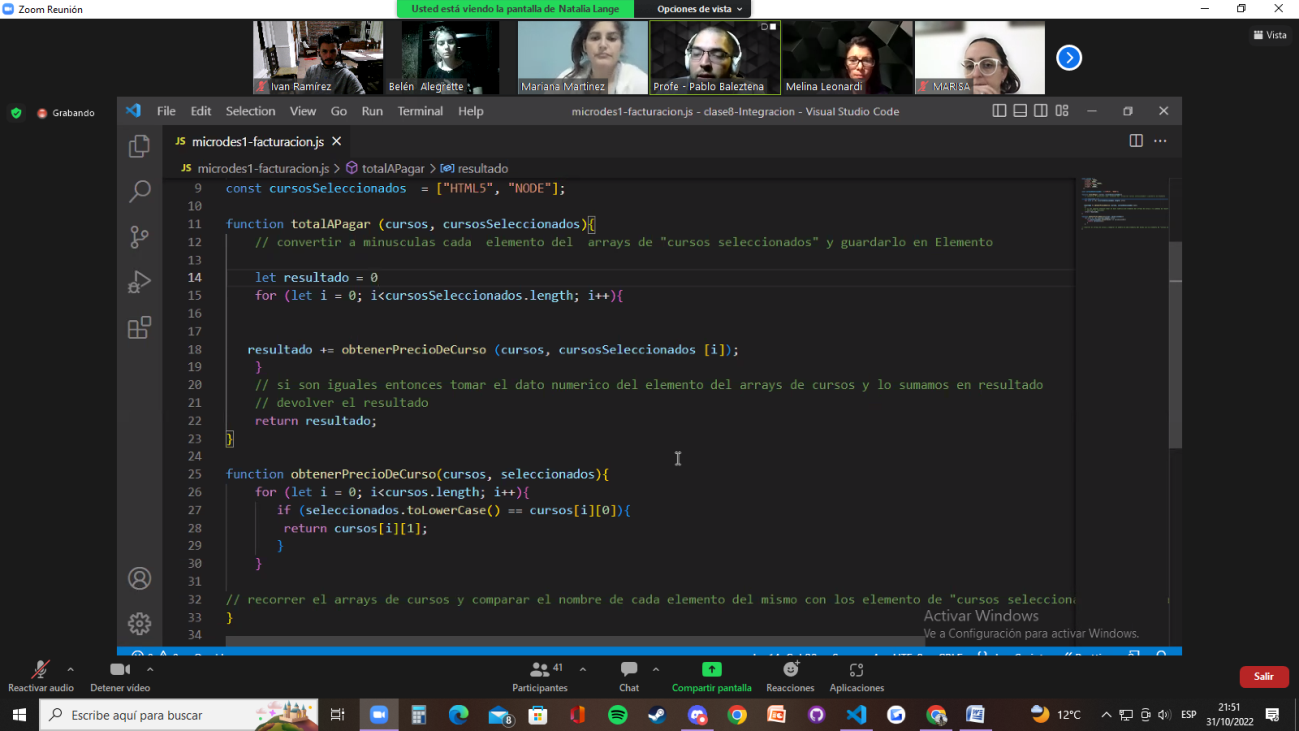 Zoom Reunión
Usted está viendo la pantalla de Natalia Lange
Opciones de vista
Vista
Ivan Ramírez
Belén Alegrette
Mariana Martinez
Profe - Pablo Baleztena
Melina Leonardi
MARISA
Grabando
File Edit Selection View Go Run Terminal Help
microdes1-facturacion.js - clase8-Integracion - Visual Studio Code
JS microdes1-facturacion.js
JS microdes1-facturacion.js > totalAPagar > resultado
9 const cursosSeleccionados = ["HTML5", "NODE"];
10
11 function totalAPagar (cursos, cursosSeleccionados){
12 // convertir a minusculas cada elemento del arrays de "cursos seleccionados" y guardarlo en Elemento
13
14 let resultado = 0
15 for (let i = 0; i<cursosSeleccionados.length; i++){
16
17
18 resultado += obtenerPrecioDeCurso (cursos, cursosSeleccionados [i]);
19 }
20 // si son iguales entonces tomar el dato numerico del elemento del arrays de cursos y lo sumamos en resultado
21 // devolver el resultado
22 return resultado;
23 }
24
25 function obtenerPrecioDeCurso(cursos, seleccionados){
26 for (let i = 0; i<cursos.length; i++){
27 if (seleccionados.toLowerCase() == cursos[i][0]){
28 return cursos[i][1];
29 }
30 }
31
32 // recorrer el arrays de cursos y comparar el nombre de cada elemento del mismo con los elemento de "cursos selecciona
33 }
34
Activar Windows
Ve a Configuración para activar Windows.
Reactivar audio
Detener video
41
Participantes
Chat
Compartir pantalla
Reacciones
Aplicaciones
Salir
Escribe aquí para buscar
8
12°C
ESP
21:51
31/10/2022